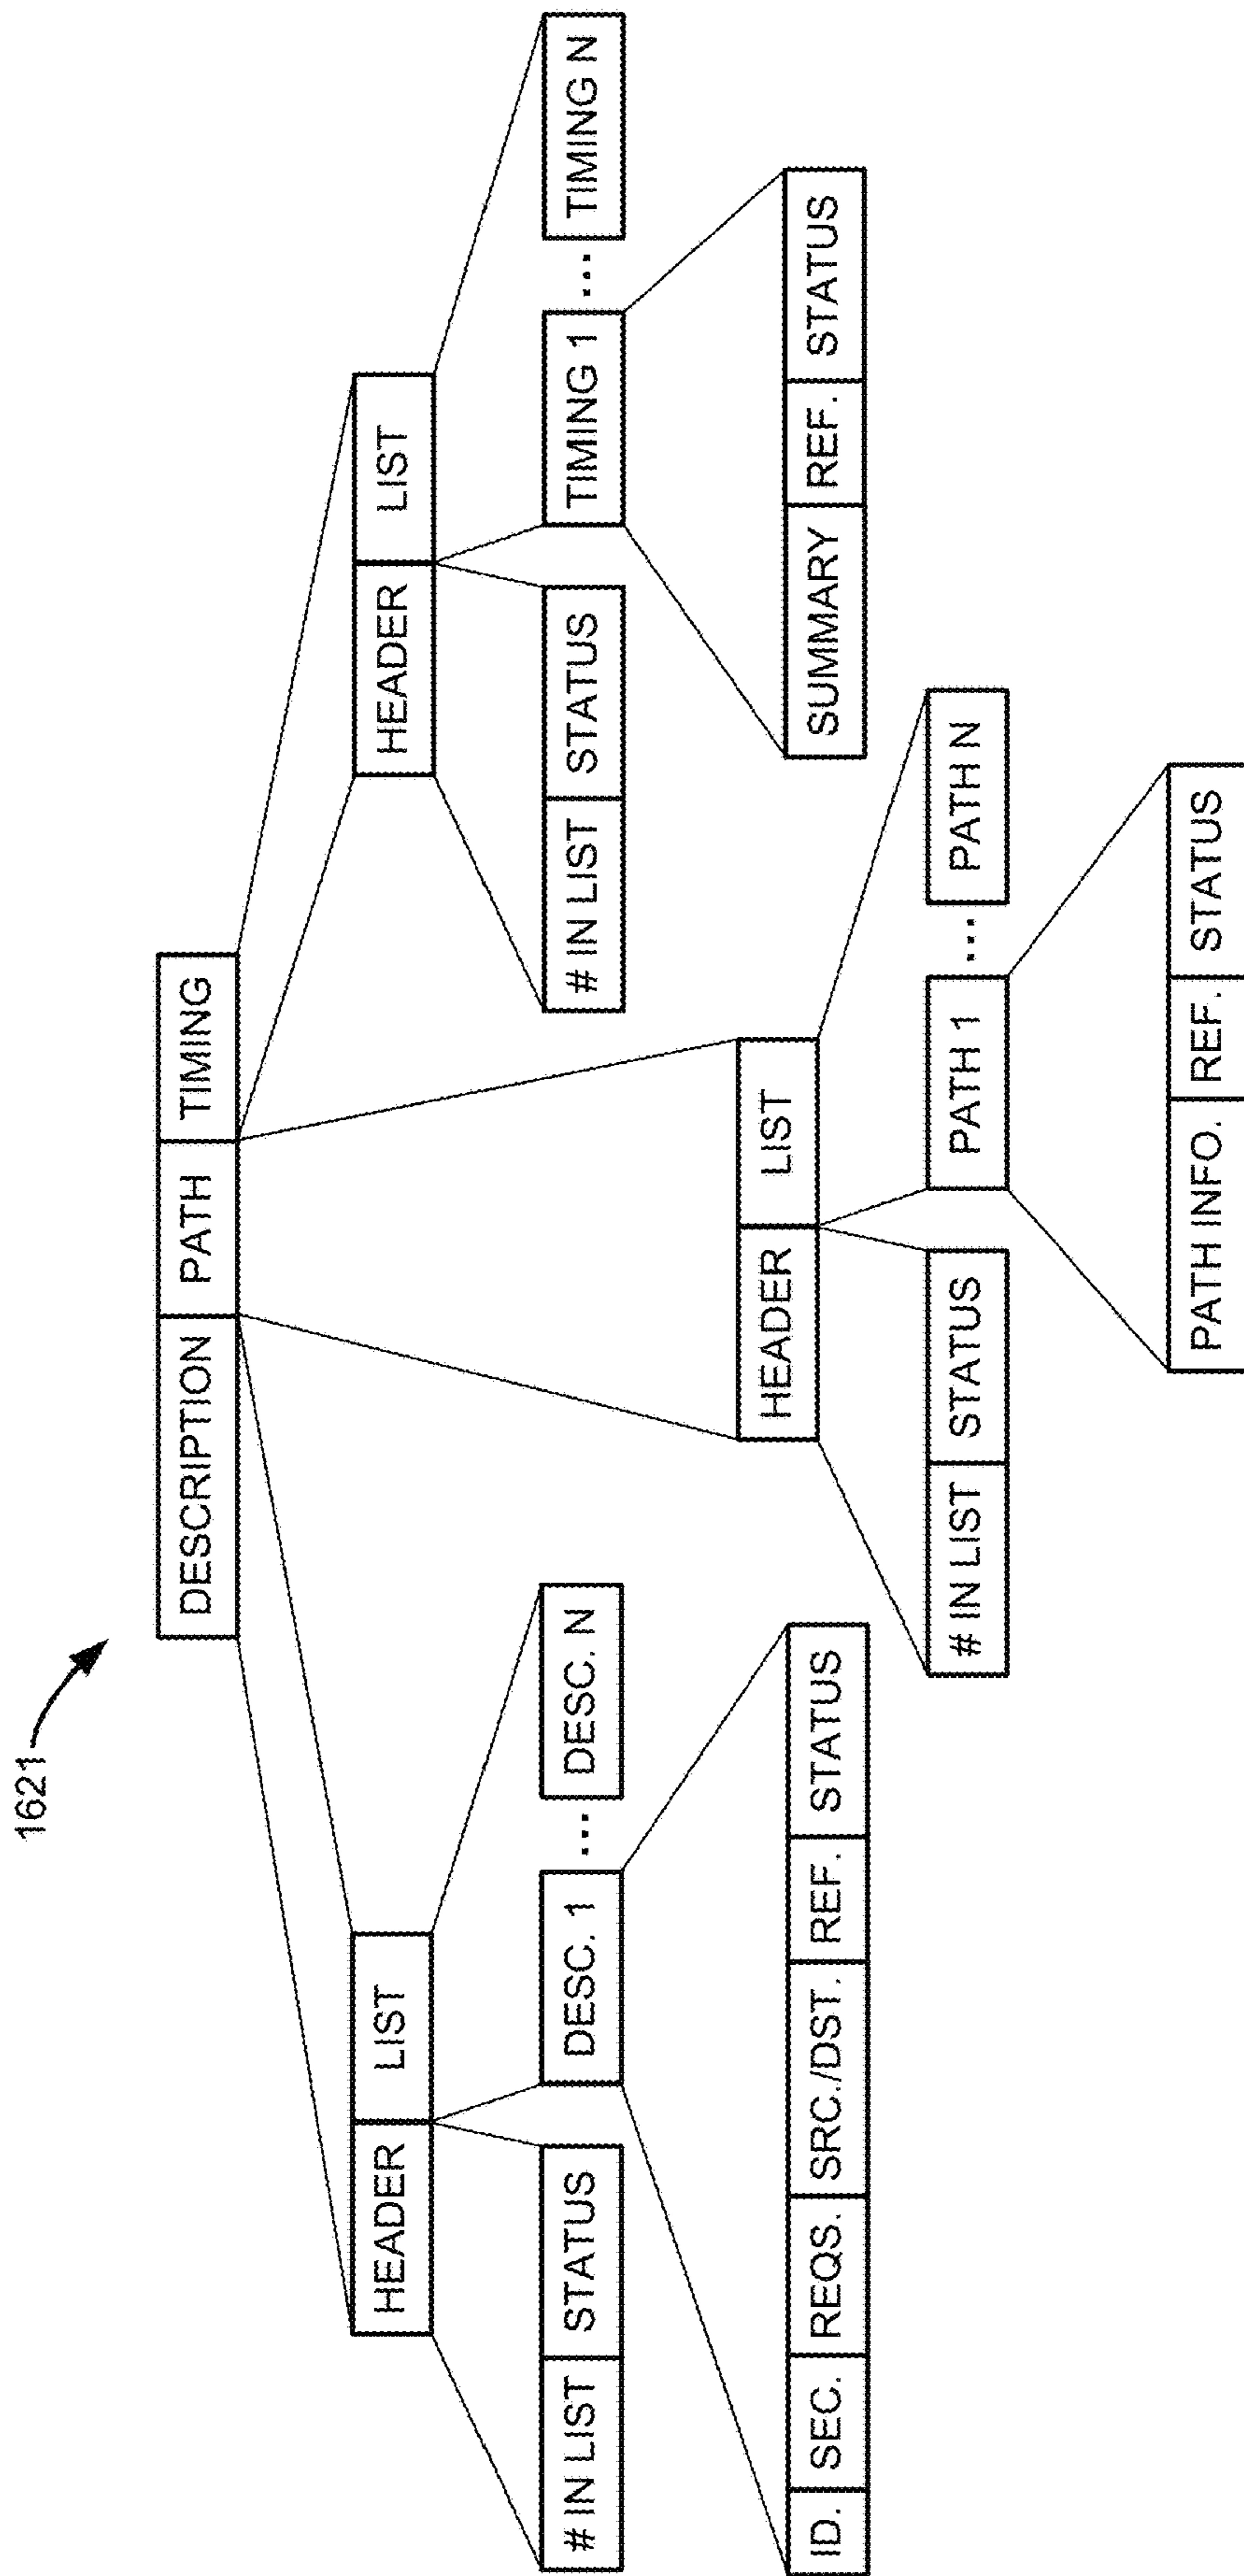 1621
DESCRIPTION PATH TIMING
HEADER LIST
HEADER LIST
# IN LIST STATUS
DESC. 1 ... DESC. N
# IN LIST STATUS
TIMING 1 ... TIMING N
HEADER LIST
ID. SEC. REQS. SRC./DST. REF. STATUS
SUMMARY REF. STATUS
# IN LIST STATUS
PATH 1 ... PATH N
PATH INFO. REF. STATUS